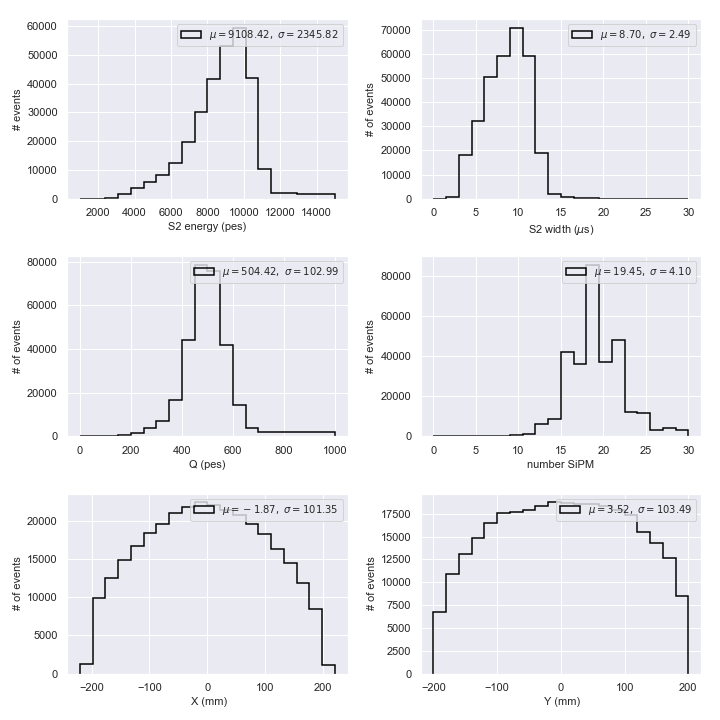 60000
50000
40000
30000
20000
10000
0
# events
μ = 9108.42, σ = 2345.82
2000 4000 6000 8000 10000 12000 14000
S2 energy (pes)
70000
60000
50000
40000
30000
20000
10000
0
# of events
μ = 8.70, σ = 2.49
0 5 10 15 20 25 30
S2 width (μs)
80000
60000
40000
20000
0
# of events
μ = 504.42, σ = 102.99
0 200 400 600 800 1000
Q (pes)
80000
60000
40000
20000
0
# of events
μ = 19.45, σ = 4.10
0 5 10 15 20 25 30
number SiPM
20000
15000
10000
5000
0
# of events
μ = −1.87, σ = 101.35
−200 −100 0 100 200
X (mm)
17500
15000
12500
10000
7500
5000
2500
0
# of events
μ = 3.52, σ = 103.49
−200 −100 0 100 200
Y (mm)